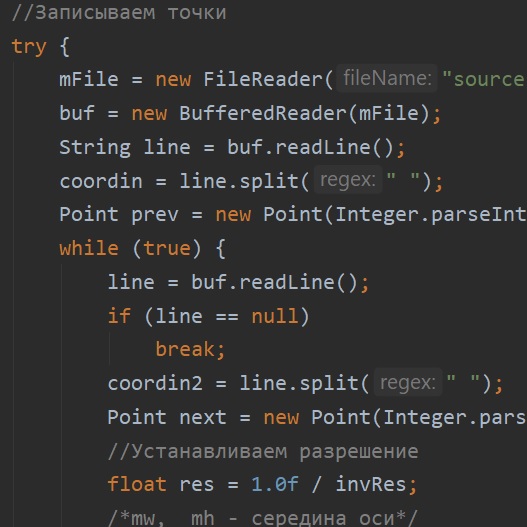 //Записываем точки
try {
mFile = new FileReader( fileName: "source
buf = new BufferedReader(mFile);
String line = buf.readLine();
coordin = line.split( regex: " ");
Point prev = new Point(Integer.parseInt
while (true) {
line = buf.readLine();
if (line == null)
break;
coordin2 = line.split( regex: " ");
Point next = new Point(Integer.pars
//Устанавливаем разрешение
float res = 1.0f / invRes;
/*mw, mh - середина оси*/